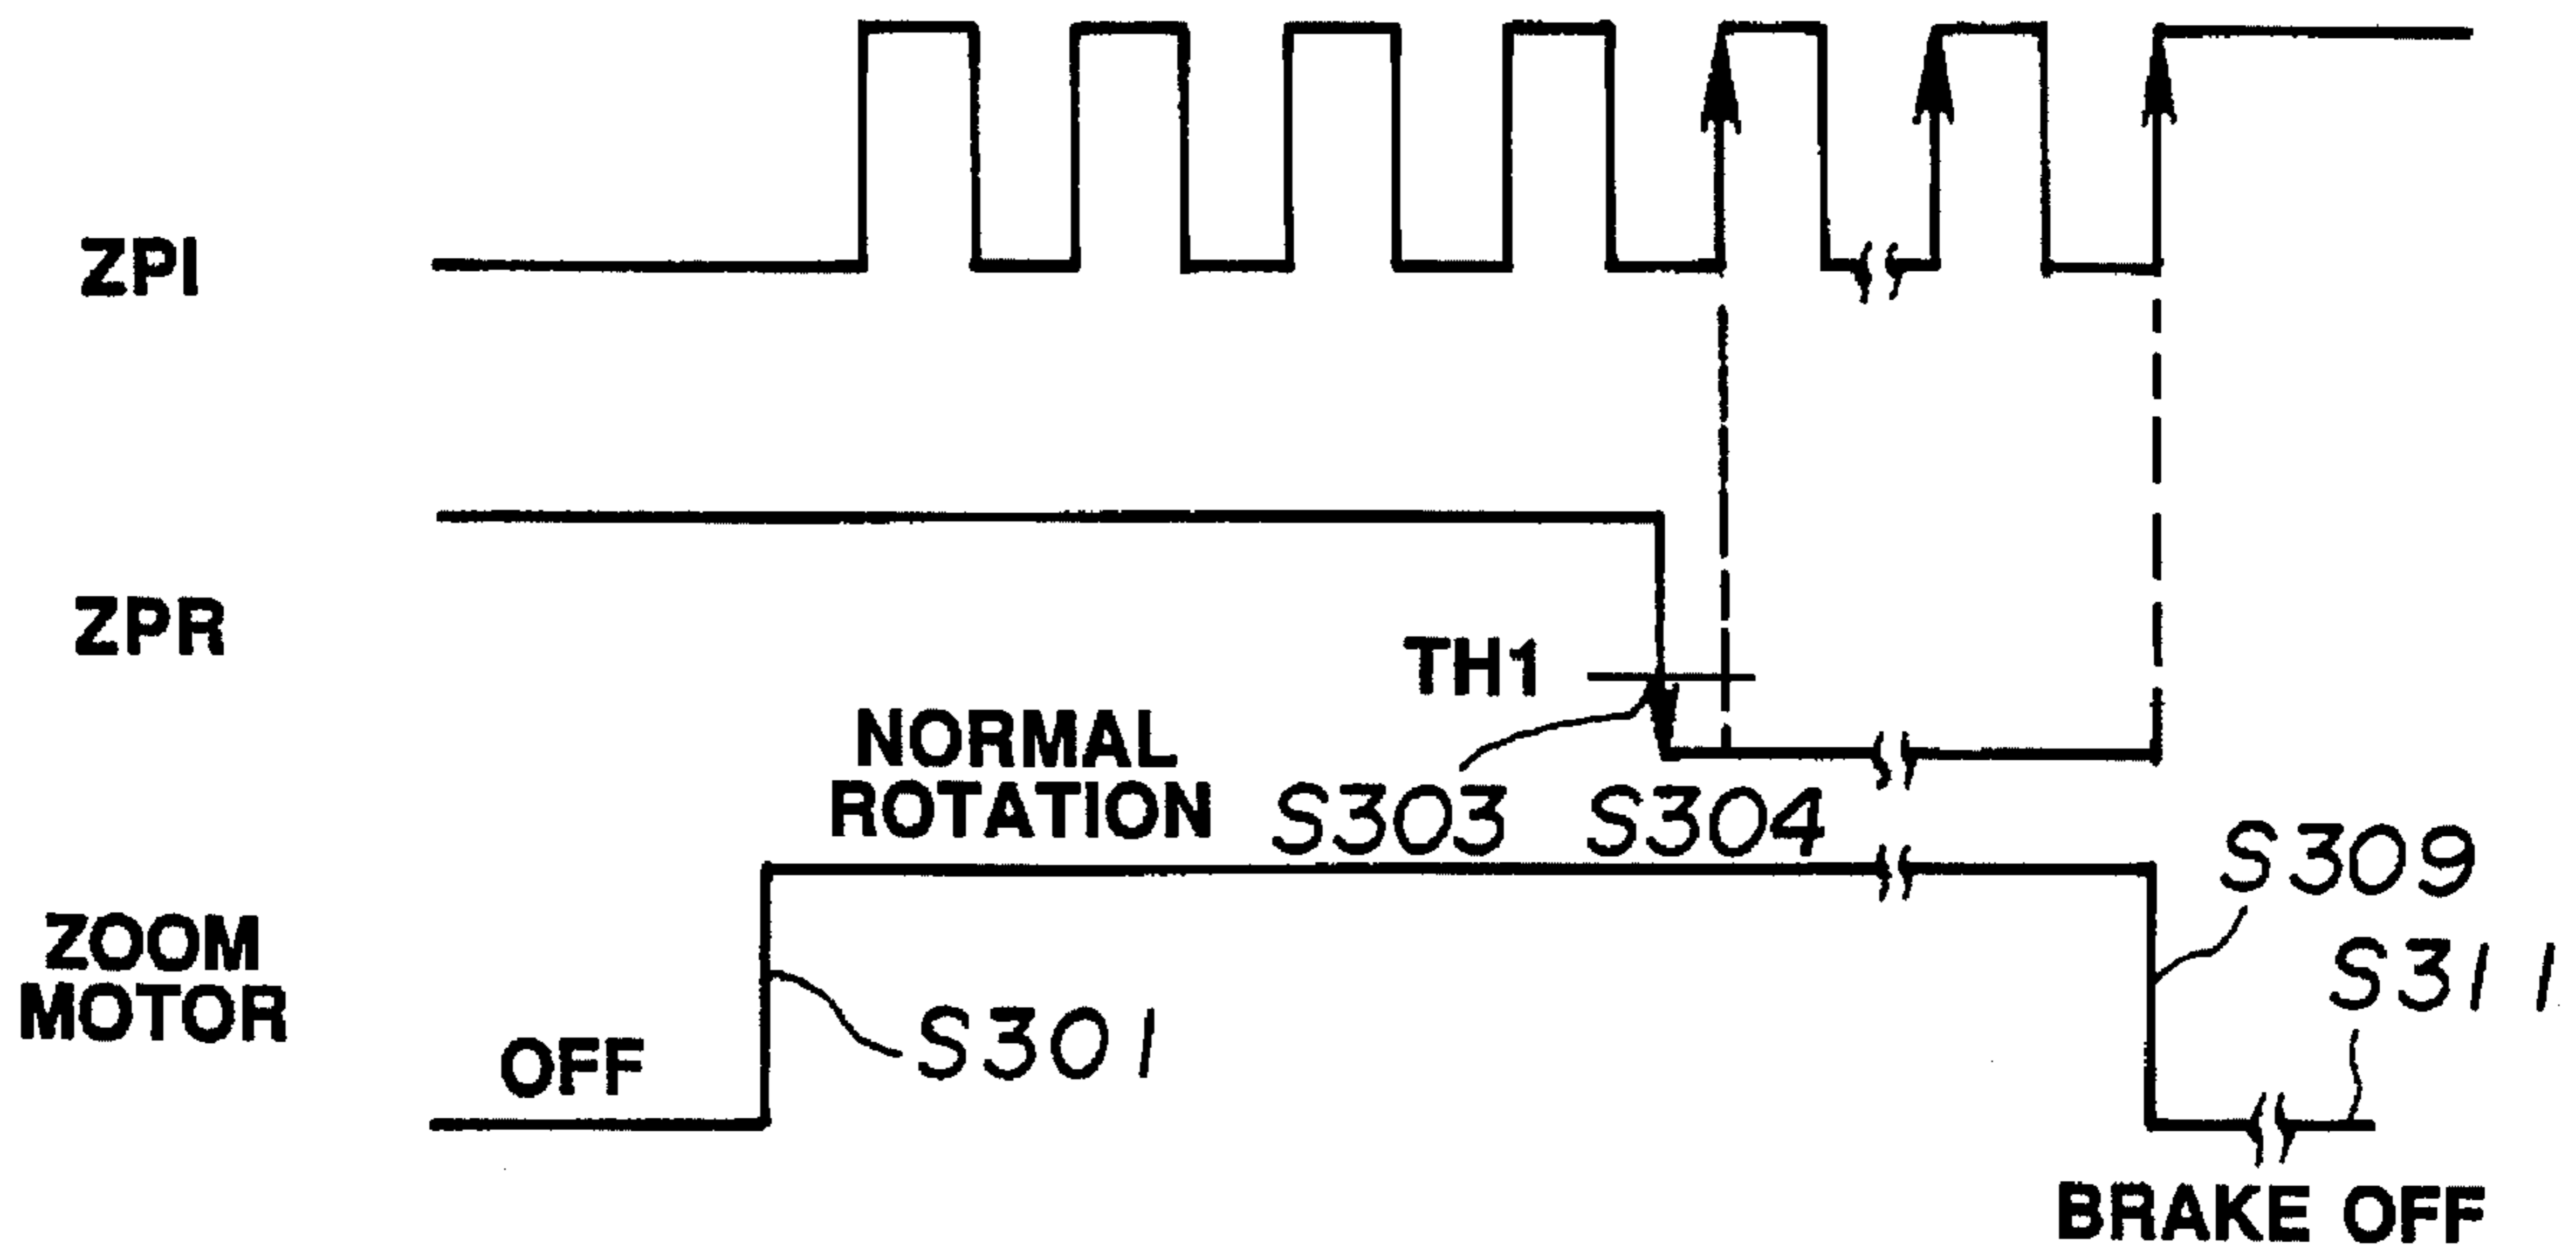 ZPI
ZPR
TH1
NORMAL
ROTATION
S303
S304
S309
ZOOM
MOTOR
S311
OFF
S301
BRAKE OFF